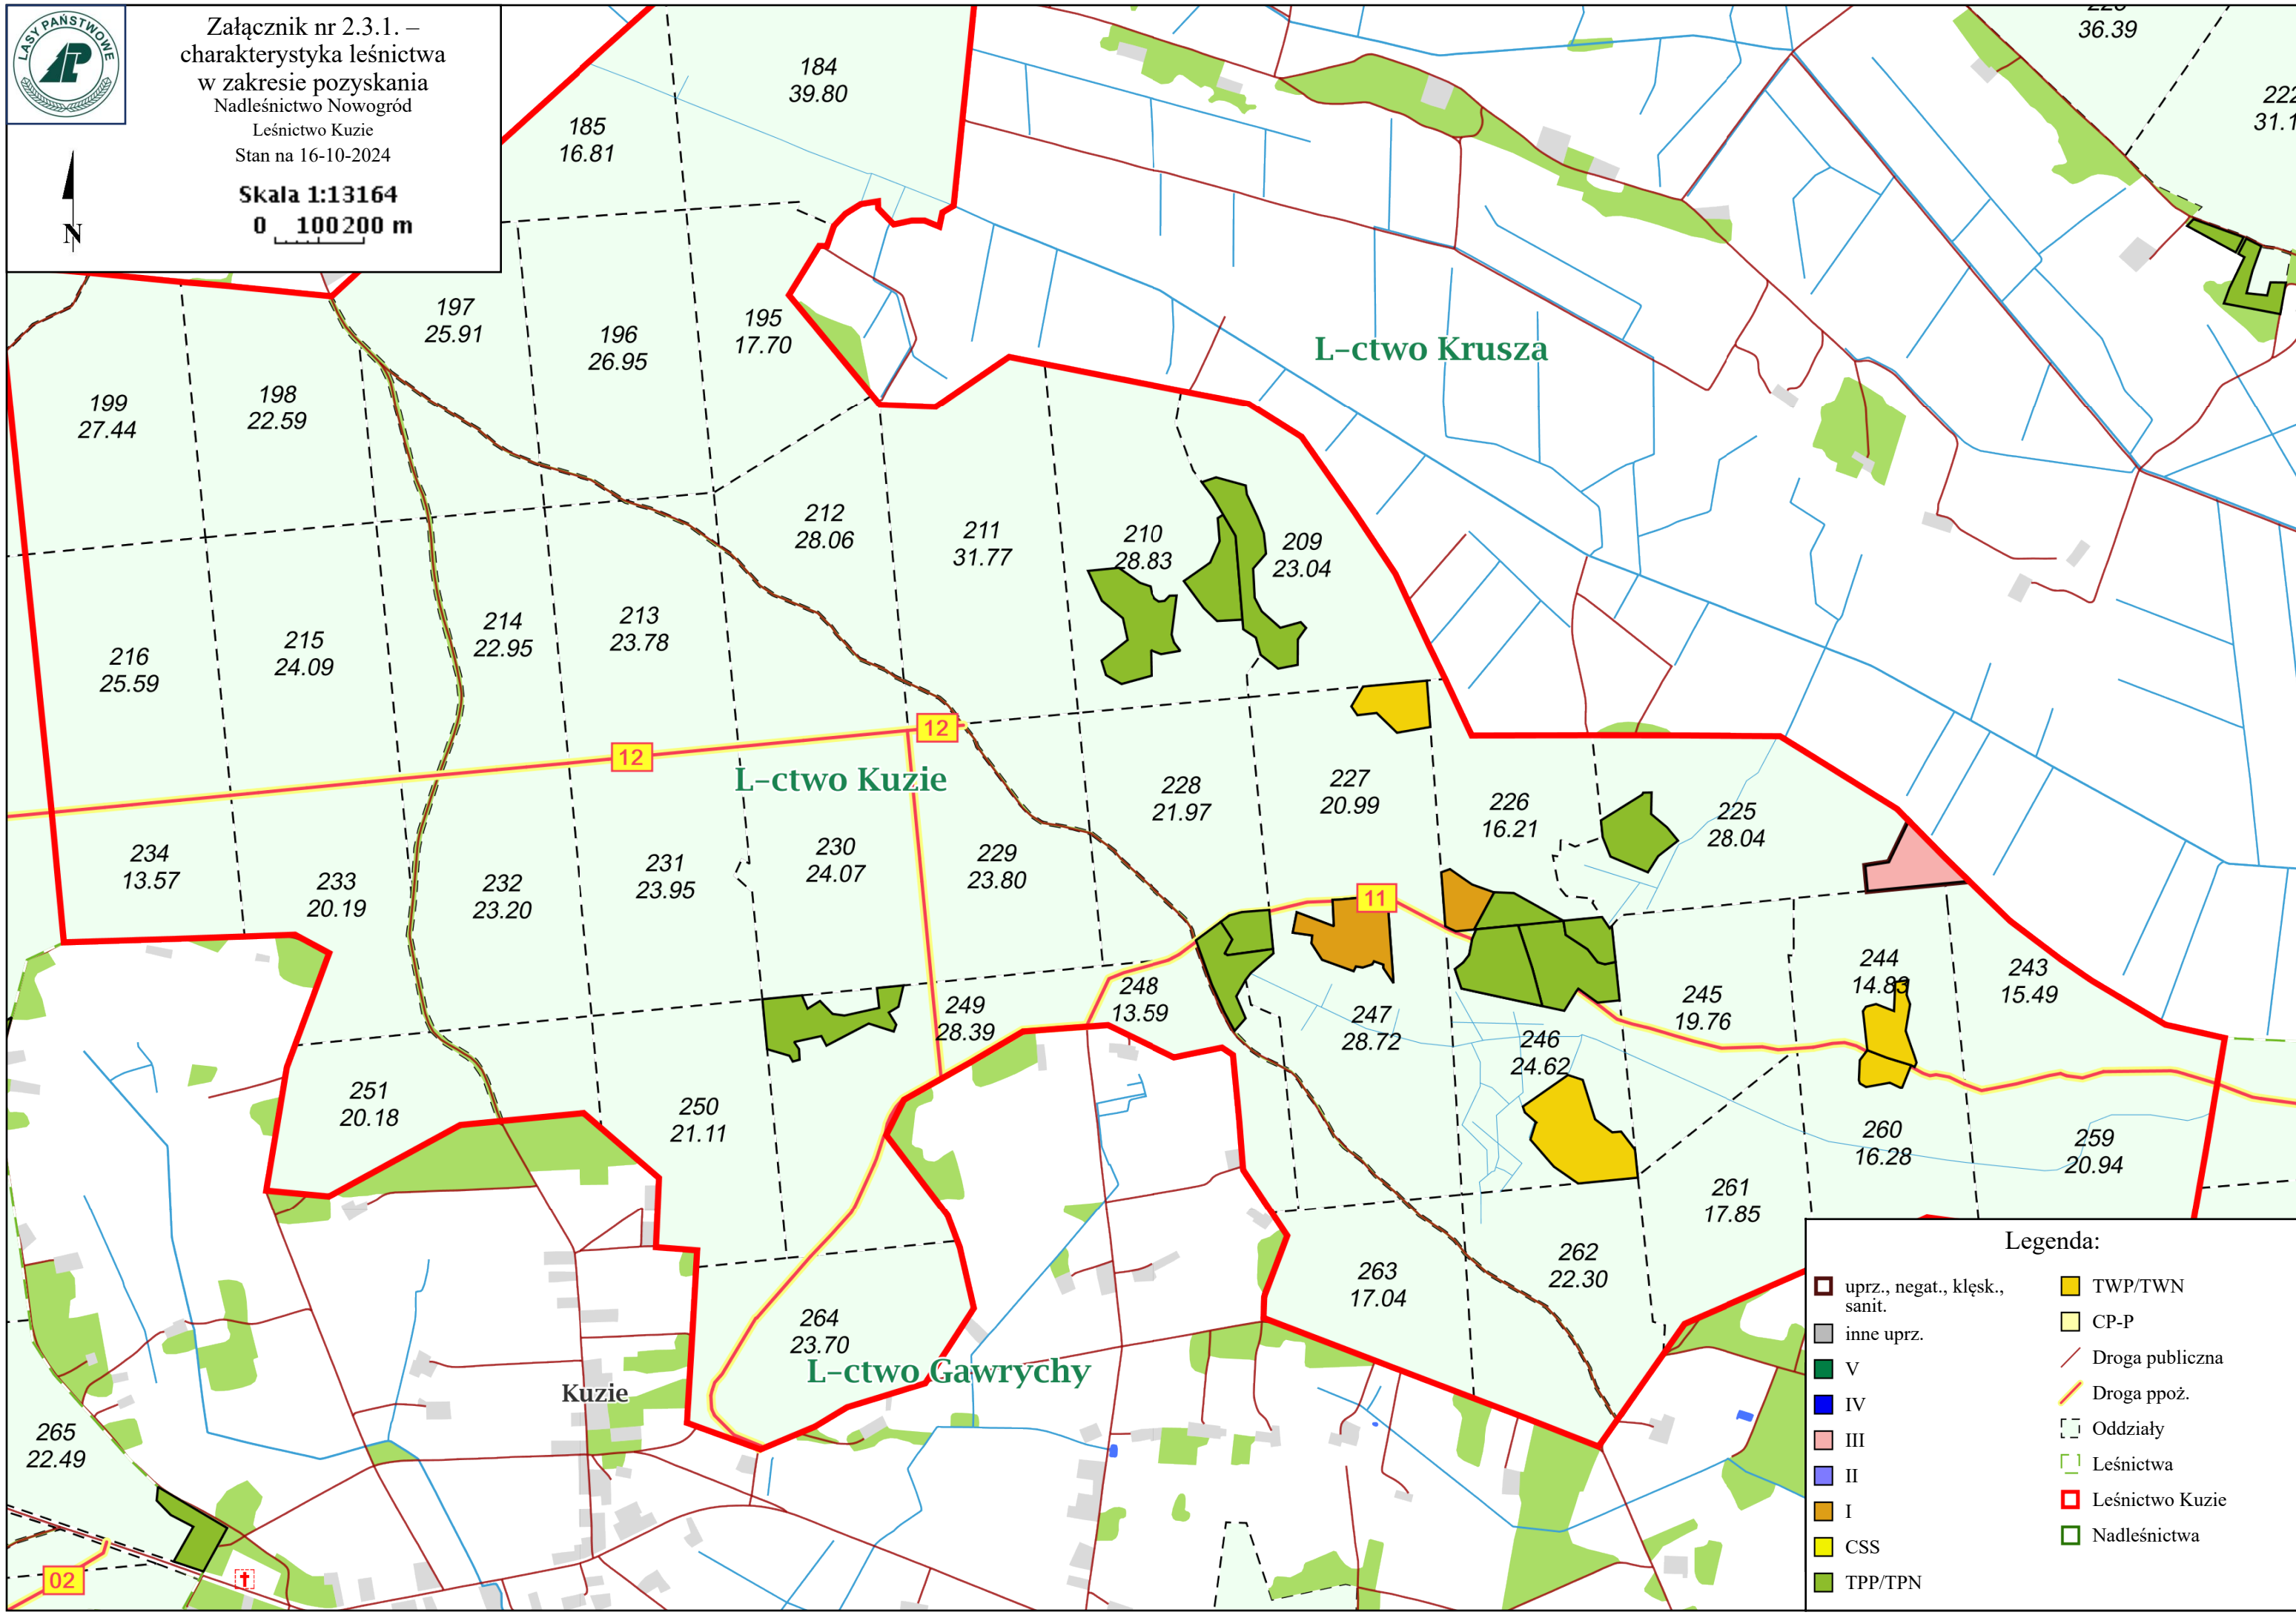 LASY PAŃSTWOWE
Załącznik nr 2.3.1. –
charakterystyka leśnictwa
w zakresie pozyskania
Nadleśnictwo Nowogród
Leśnictwo Kuzie
Stan na 16-10-2024
Skala 1:13164
0 100 200 m
N
36.39
184
39.80
185
16.81
197
25.91
196
26.95
195
17.70
L-ctwo Krusza
199
27.44
198
22.59
212
28.06
211
31.77
210
28.83
209
23.04
216
25.59
215
24.09
214
22.95
213
23.78
12
12
L-ctwo Kuzie
228
21.97
227
20.99
226
16.21
225
28.04
234
13.57
233
20.19
232
23.20
231
23.95
230
24.07
229
23.80
11
249
28.39
248
13.59
247
28.72
246
24.62
245
19.76
244
14.83
243
15.49
251
20.18
250
21.11
260
16.28
259
20.94
261
17.85
263
17.04
262
22.30
264
23.70
L-ctwo Gawrychy
Kuzie
265
22.49
02
Legenda:
uprz., negat., klęsk.,
sanit.
inne uprz.
V
IV
III
II
I
CSS
TPP/TPN
TWP/TWN
CP-P
Droga publiczna
Droga ppoż.
Oddziały
Leśnictwa
Leśnictwo Kuzie
Nadleśnictwa